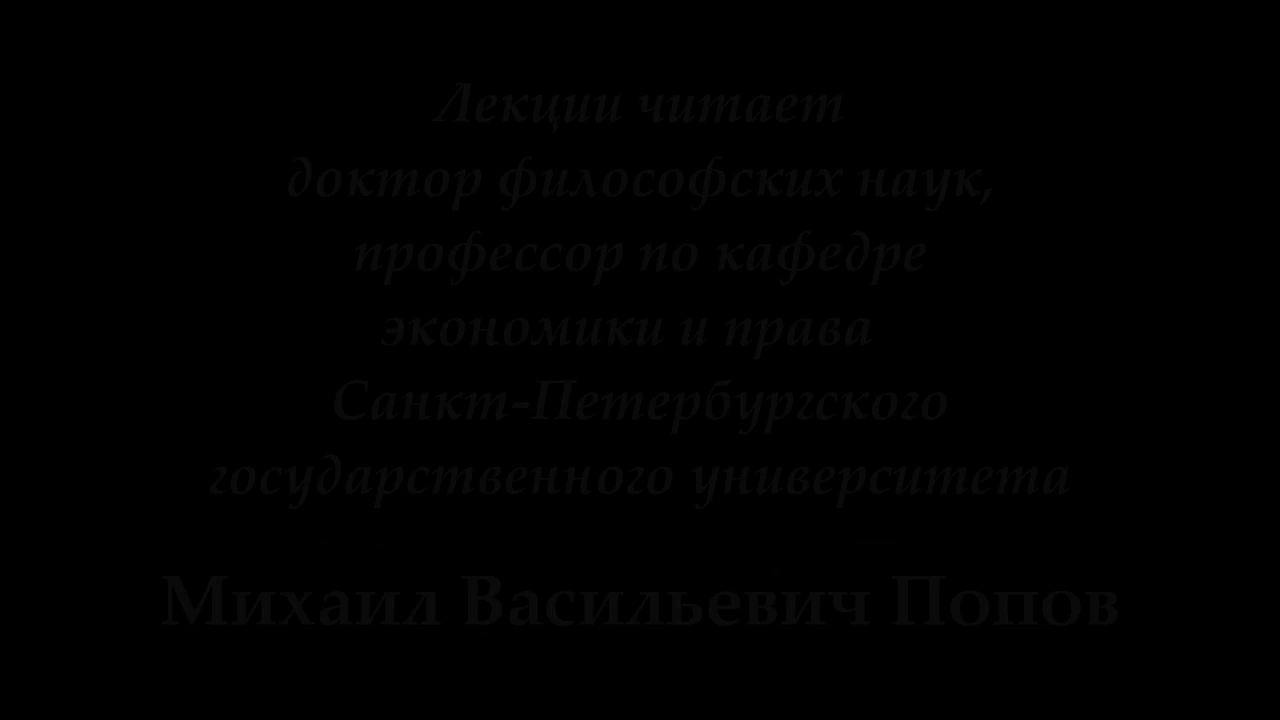 Лекции читает
доктор философских наук,
профессор по кафедре
экономики и права
Санкт-Петербургского
государственного университета
Михаил Васильевич Попов